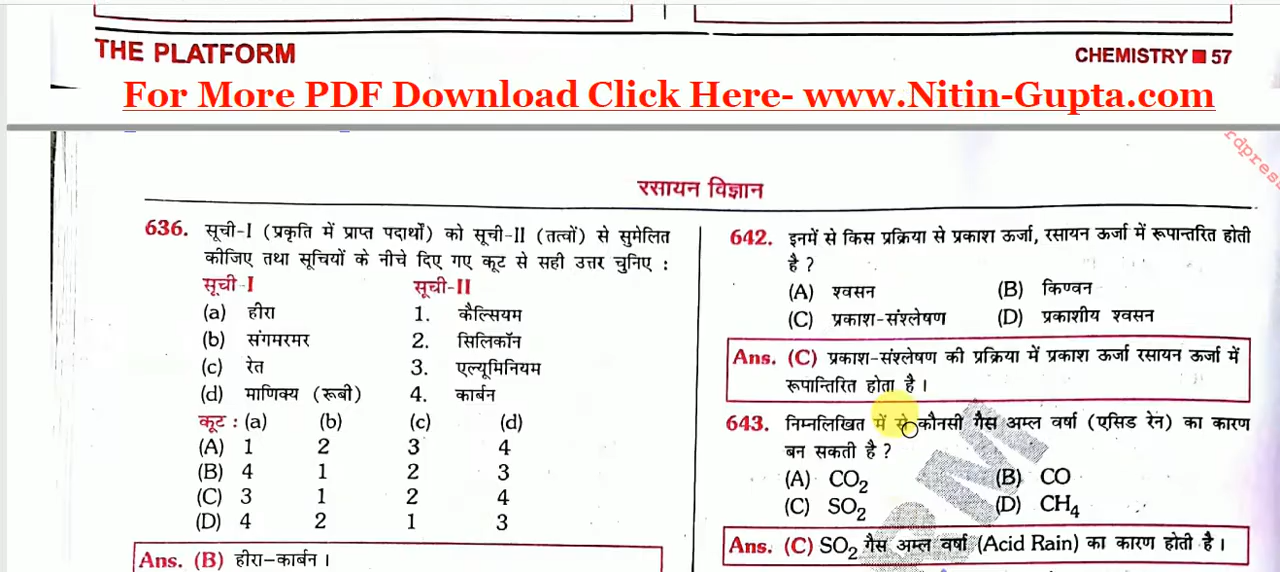 THE PLATFORM
CHEMISTRY ■ 57
For More PDF Download Click Here- www.Nitin-Gupta.com
rdpress
रसायन विज्ञान
636. सूची-I (प्रकृति में प्राप्त पदार्थों) को सूची-II (तत्वों) से सुमेलित
कीजिए तथा सूचियों के नीचे दिए गए कूट से सही उत्तर चुनिए :
सूची-I सूची-II
(a) हीरा 1. कैल्सियम
(b) संगमरमर 2. सिलिकॉन
(c) रेत 3. एल्यूमिनियम
(d) माणिक्य (रूबी) 4. कार्बन
कूट : (a) (b) (c) (d)
(A) 1 2 3 4
(B) 4 1 2 3
(C) 3 1 2 4
(D) 4 2 1 3
Ans. (B) हीरा–कार्बन ।
642. इनमें से किस प्रक्रिया से प्रकाश ऊर्जा, रसायन ऊर्जा में रूपान्तरित होती
है ?
(A) श्वसन (B) किण्वन
(C) प्रकाश-संश्लेषण (D) प्रकाशीय श्वसन
Ans. (C) प्रकाश-संश्लेषण की प्रक्रिया में प्रकाश ऊर्जा रसायन ऊर्जा में
रूपान्तिरित होता है ।
643. निम्नलिखित में से कौनसी गैस अम्ल वर्षा (एसिड रेन) का कारण
बन सकती है ?
(A) CO₂ (B) CO
(C) SO₂ (D) CH₄
Ans. (C) SO₂ गैस अम्ल वर्षा (Acid Rain) का कारण होती है ।